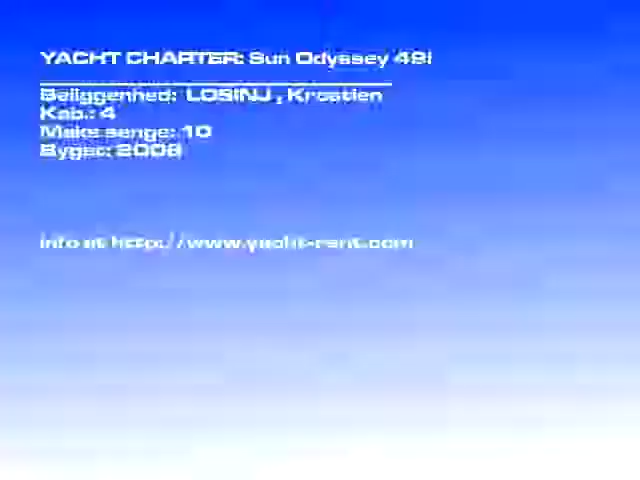 YACHT CHARTER: Sun Odyssey 49i
Beliggenhed: LOSINJ, Kroatien
Kab.: 4
Maks senge: 10
Bygac: 2008
info at http://www.yacht-rent.com